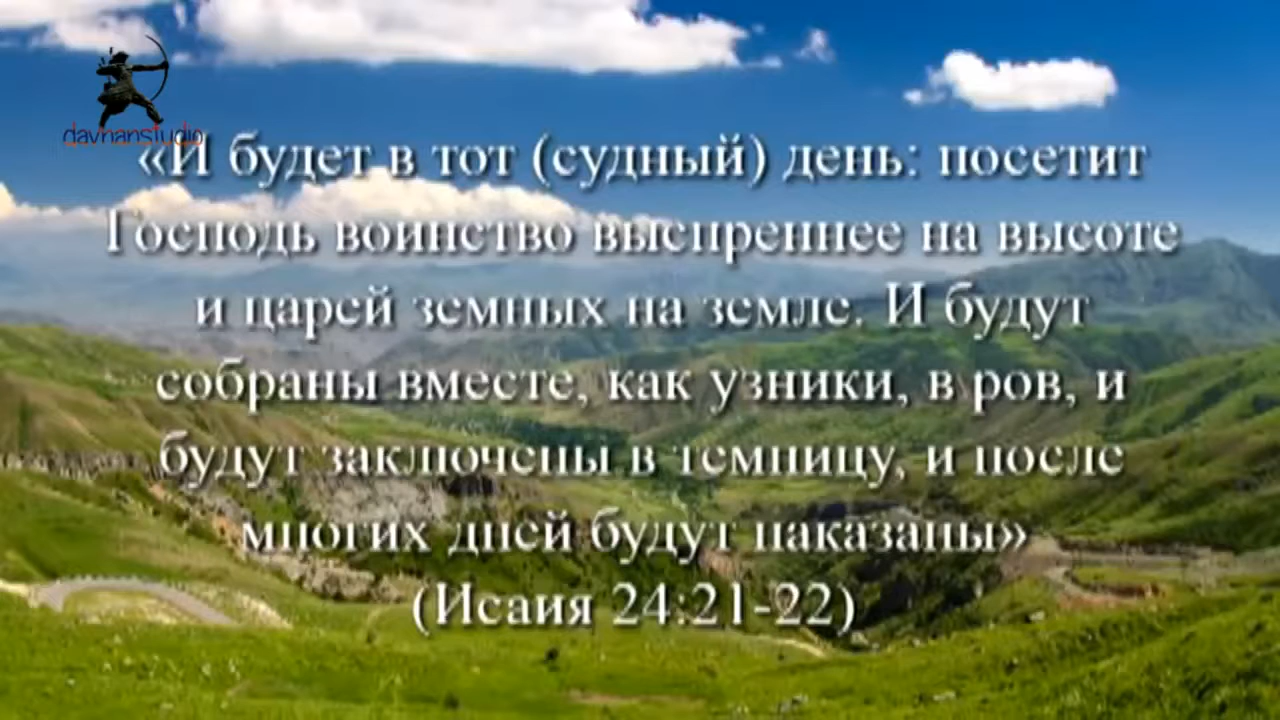 davnanstudio
«И будет в тот (судный) день: посетит
Господь воинство выспреннее на высоте
и царей земных на земле. И будут
собраны вместе, как узники, в ров, и
будут заключены в темницу, и после
многих дней будут наказаны»
(Исаия 24:21-22)